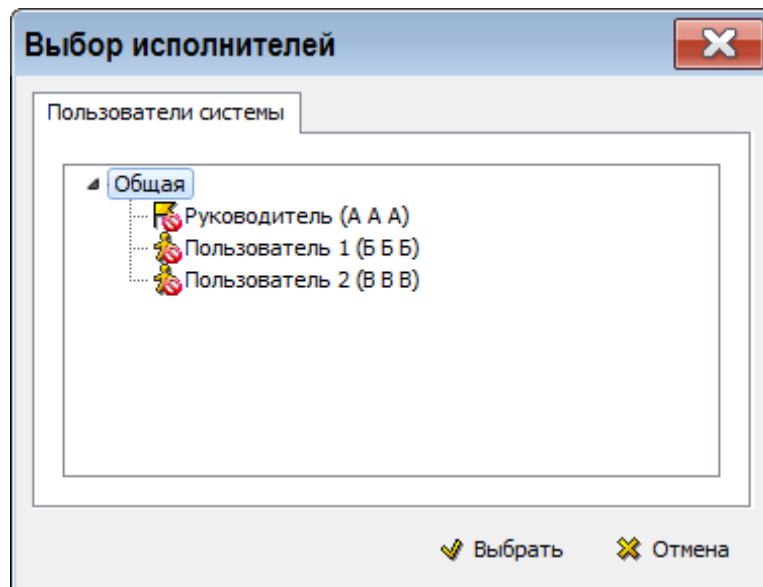 Выбор исполнителей
Пользователи системы
Общая
Руководитель (А А А)
Пользователь 1 (Б Б Б)
Пользователь 2 (В В В)
Выбрать Отмена